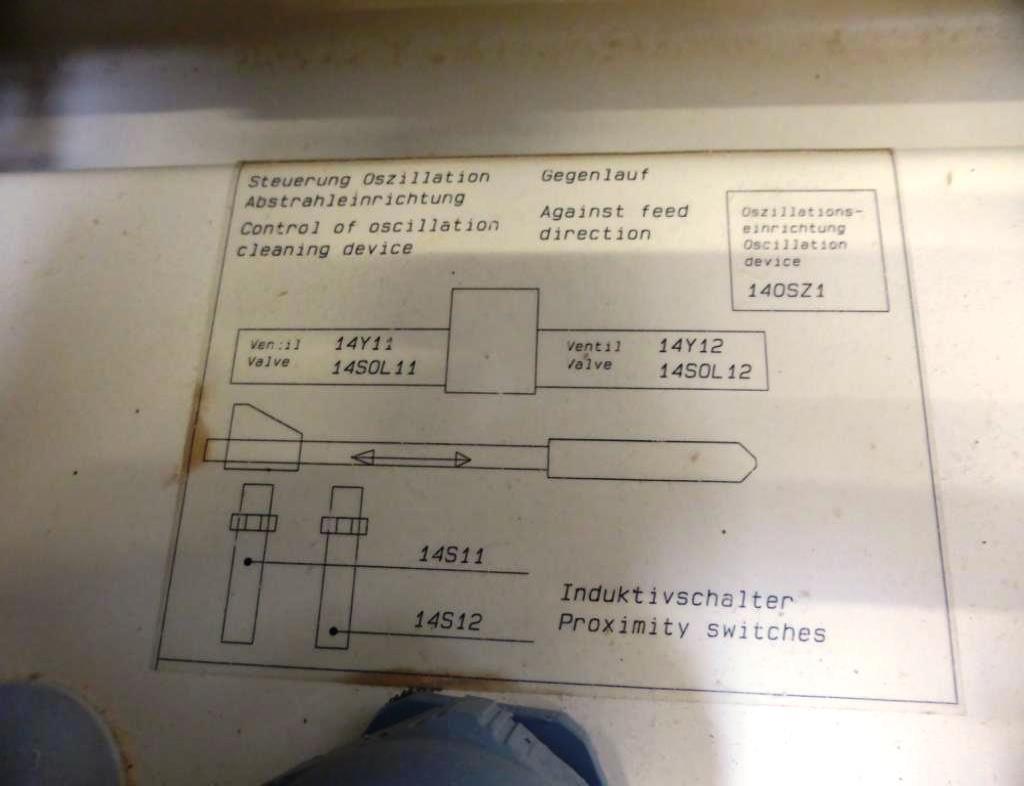 Steuerung Oszillation
Abstrahleinrichtung
Control of oscillation
cleaning device
Gegenlauf
Against feed
direction
Oszillations-
einrichtung
Oscillation
device
14OSZ1
Ventil 14Y11
Valve 14SOL11
Ventil 14Y12
Valve 14SOL12
14S11
14S12
Induktivschalter
Proximity switches